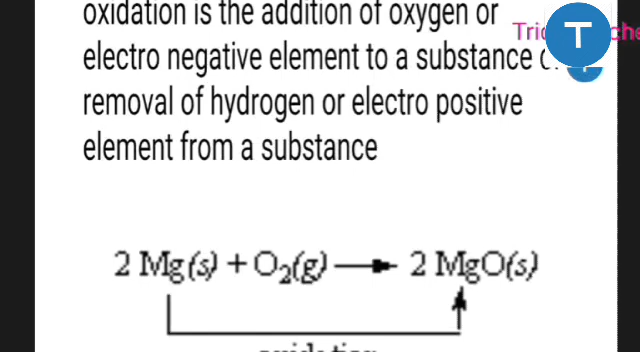 oxidation is the addition of oxygen or
T
electro negative element to a substance
removal of hydrogen or electro positive
element from a substance
2 Mg(s) + O₂(g) → 2 MgO(s)
oxidation